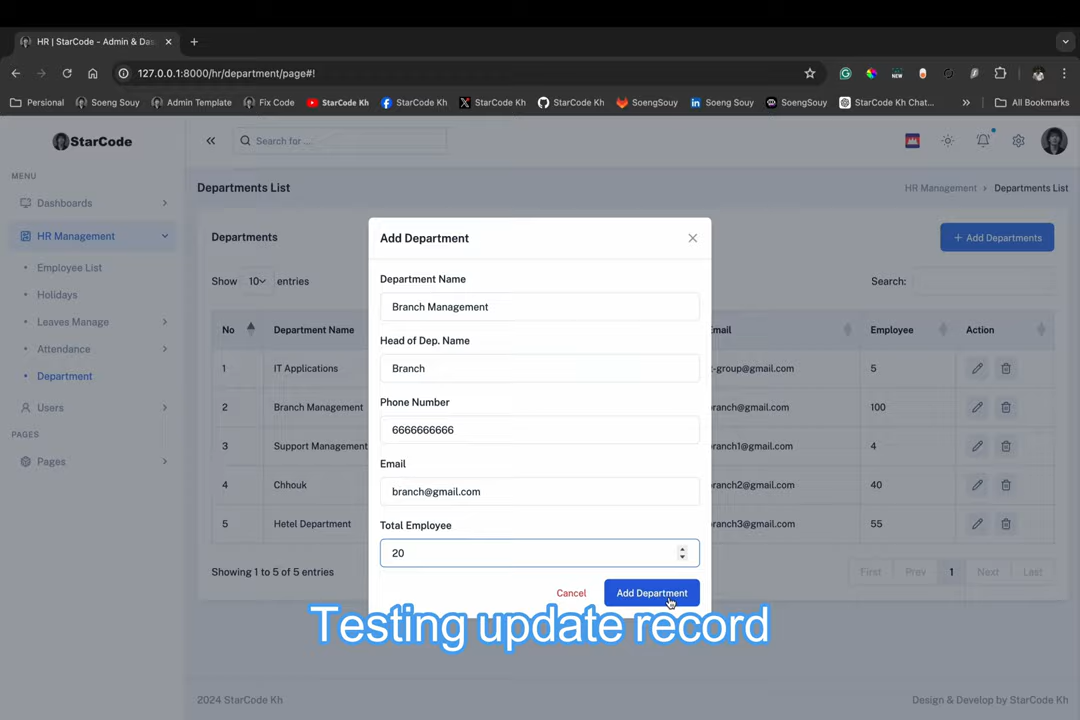 HR | StarCode - Admin & Das
127.0.0.1:8000/hr/department/page#!
Personal
Soeng Souy
Admin Template
Fix Code
StarCode Kh
StarCode Kh
StarCode Kh
StarCode Kh
SoengSouy
Soeng Souy
SoengSouy
StarCode Kh Chat...
All Bookmarks
StarCode
Search for ...
MENU
Dashboards
HR Management
Employee List
Holidays
Leaves Manage
Attendance
Department
Users
PAGES
Pages
Departments List
HR Management
Departments List
Departments
+ Add Departments
Show 10 entries
Search:
No
Department Name
Email
Employee
Action
1
IT Applications
-group@gmail.com
5
2
Branch Management
ranch@gmail.com
100
3
Support Management
ranch1@gmail.com
4
4
Chhouk
ranch2@gmail.com
40
5
Hetel Department
ranch3@gmail.com
55
Showing 1 to 5 of 5 entries
First
Prev
1
Next
Last
Add Department
Department Name
Branch Management
Head of Dep. Name
Branch
Phone Number
6666666666
Email
branch@gmail.com
Total Employee
20
Cancel
Add Department
Testing update record
2024 StarCode Kh
Design & Develop by StarCode Kh